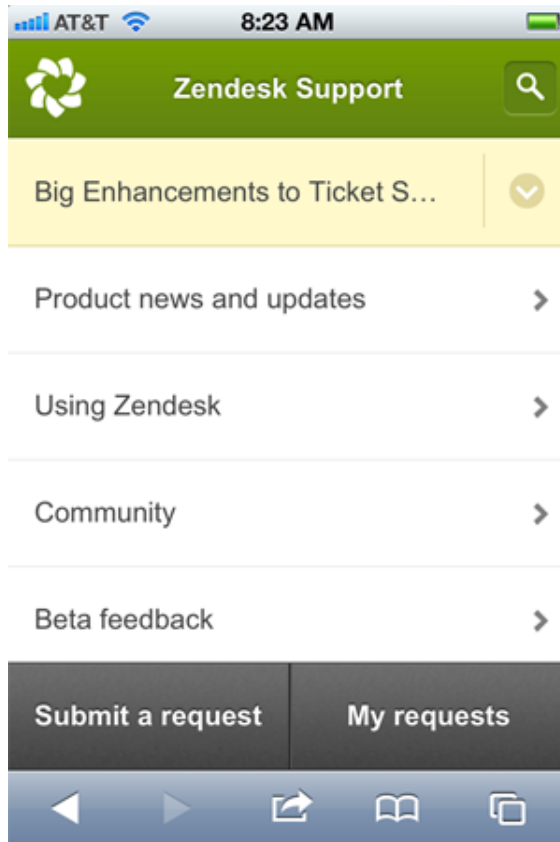 AT&T 8:23 AM
Zendesk Support
Big Enhancements to Ticket S...
Product news and updates
Using Zendesk
Community
Beta feedback
Submit a request My requests